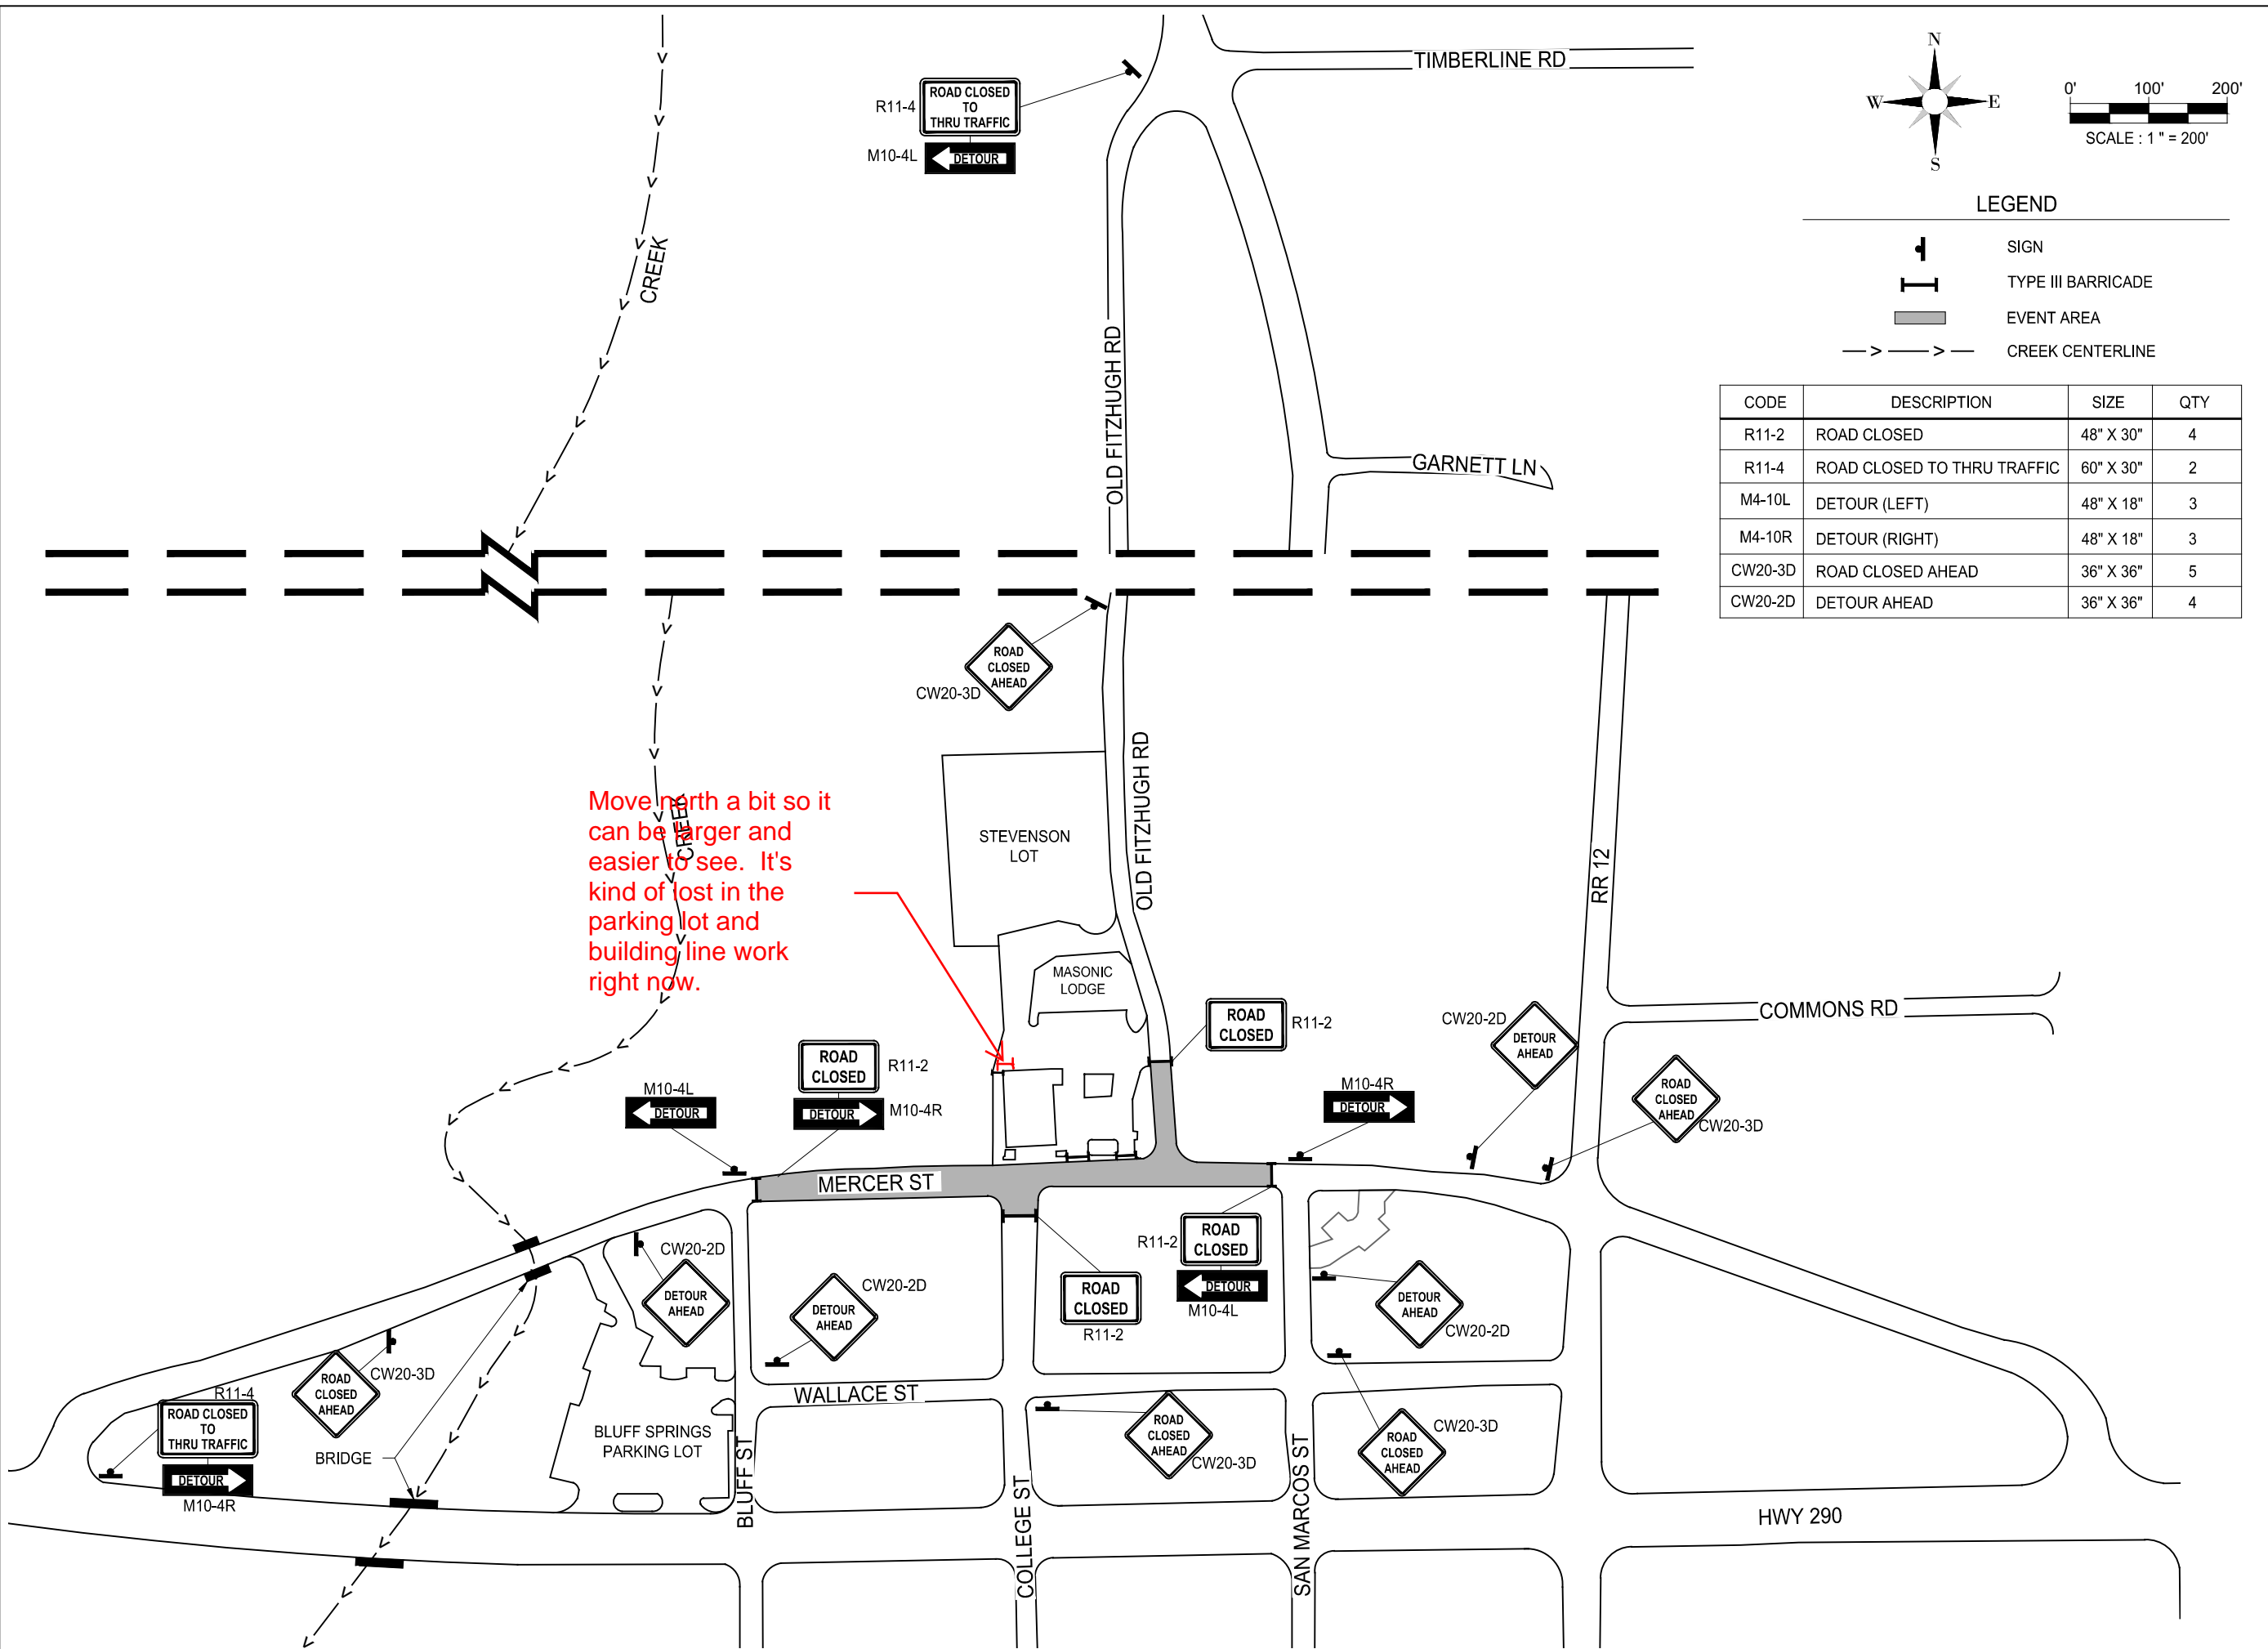 TIMBERLINE RD
N
W
E
S
0' 100' 200'
SCALE : 1 " = 200'
R11-4
ROAD CLOSED
TO
THRU TRAFFIC
M10-4L
DETOUR
CREEK
OLD FITZHUGH RD
GARNETT LN
LEGEND
SIGN
TYPE III BARRICADE
EVENT AREA
CREEK CENTERLINE
CODE DESCRIPTION SIZE QTY
R11-2 ROAD CLOSED 48" X 30" 4
R11-4 ROAD CLOSED TO THRU TRAFFIC 60" X 30" 2
M4-10L DETOUR (LEFT) 48" X 18" 3
M4-10R DETOUR (RIGHT) 48" X 18" 3
CW20-3D ROAD CLOSED AHEAD 36" X 36" 5
CW20-2D DETOUR AHEAD 36" X 36" 4
ROAD
CLOSED
AHEAD
CW20-3D
OLD FITZHUGH RD
STEVENSON
LOT
RR 12
CREEK
Move north a bit so it
can be larger and
easier to see. It's
kind of lost in the
parking lot and
building line work
right now.
MASONIC
LODGE
ROAD
CLOSED
R11-2
COMMONS RD
CW20-2D
DETOUR
AHEAD
ROAD
CLOSED
AHEAD
CW20-3D
ROAD
CLOSED
R11-2
DETOUR
M10-4R
M10-4L
DETOUR
M10-4R
DETOUR
MERCER ST
CW20-2D
DETOUR
AHEAD
CW20-2D
DETOUR
AHEAD
ROAD
CLOSED
R11-2
R11-2
ROAD
CLOSED
DETOUR
M10-4L
DETOUR
AHEAD
CW20-2D
ROAD
CLOSED
AHEAD
CW20-3D
R11-4
ROAD CLOSED
TO
THRU TRAFFIC
DETOUR
M10-4R
BRIDGE
BLUFF SPRINGS
PARKING LOT
WALLACE ST
BLUFF ST
COLLEGE ST
ROAD
CLOSED
AHEAD
CW20-3D
SAN MARCOS ST
ROAD
CLOSED
AHEAD
CW20-3D
HWY 290